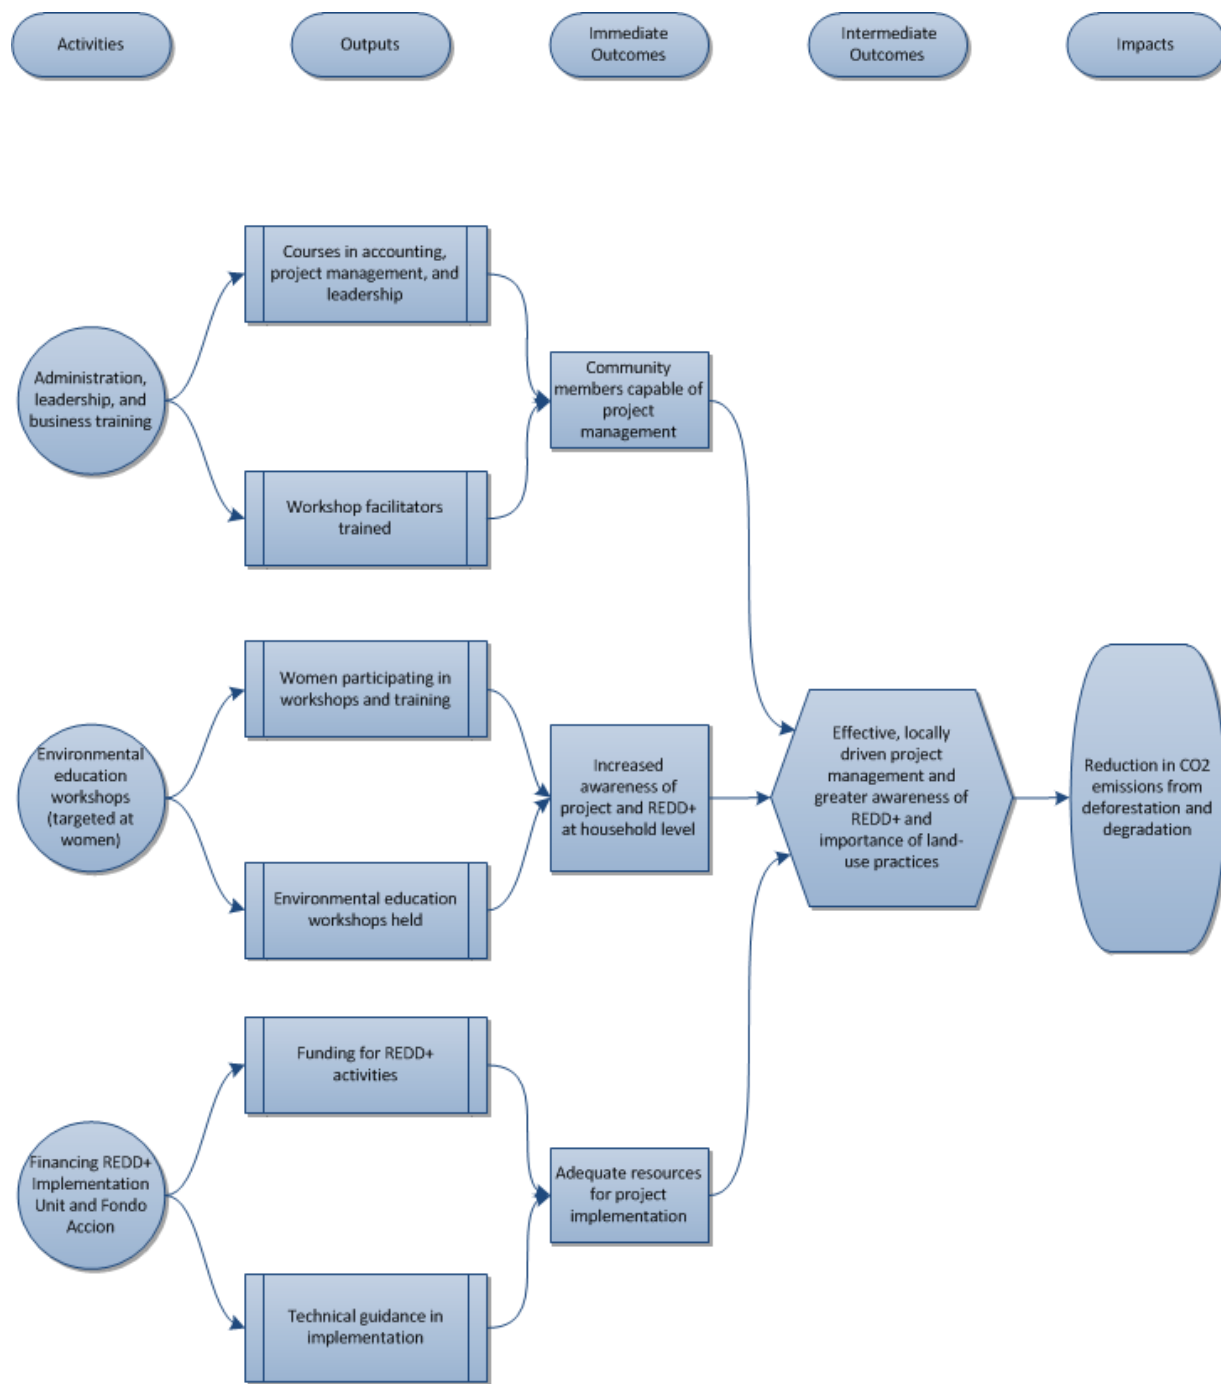 Activities
Outputs
Immediate
Outcomes
Intermediate
Outcomes
Impacts
Courses in accounting,
project management, and
leadership
Administration,
leadership, and
business training
Workshop facilitators
trained
Community
members capable of
project
management
Women participating in
workshops and training
Environmental
education
workshops
(targeted at
women)
Environmental education
workshops held
Increased
awareness of
project and REDD+
at household level
Effective, locally
driven project
management and
greater awareness of
REDD+ and
importance of land-
use practices
Reduction in CO2
emissions from
deforestation and
degradation
Funding for REDD+
activities
Financing REDD+
Implementation
Unit and Fondo
Accion
Technical guidance in
implementation
Adequate resources
for project
implementation